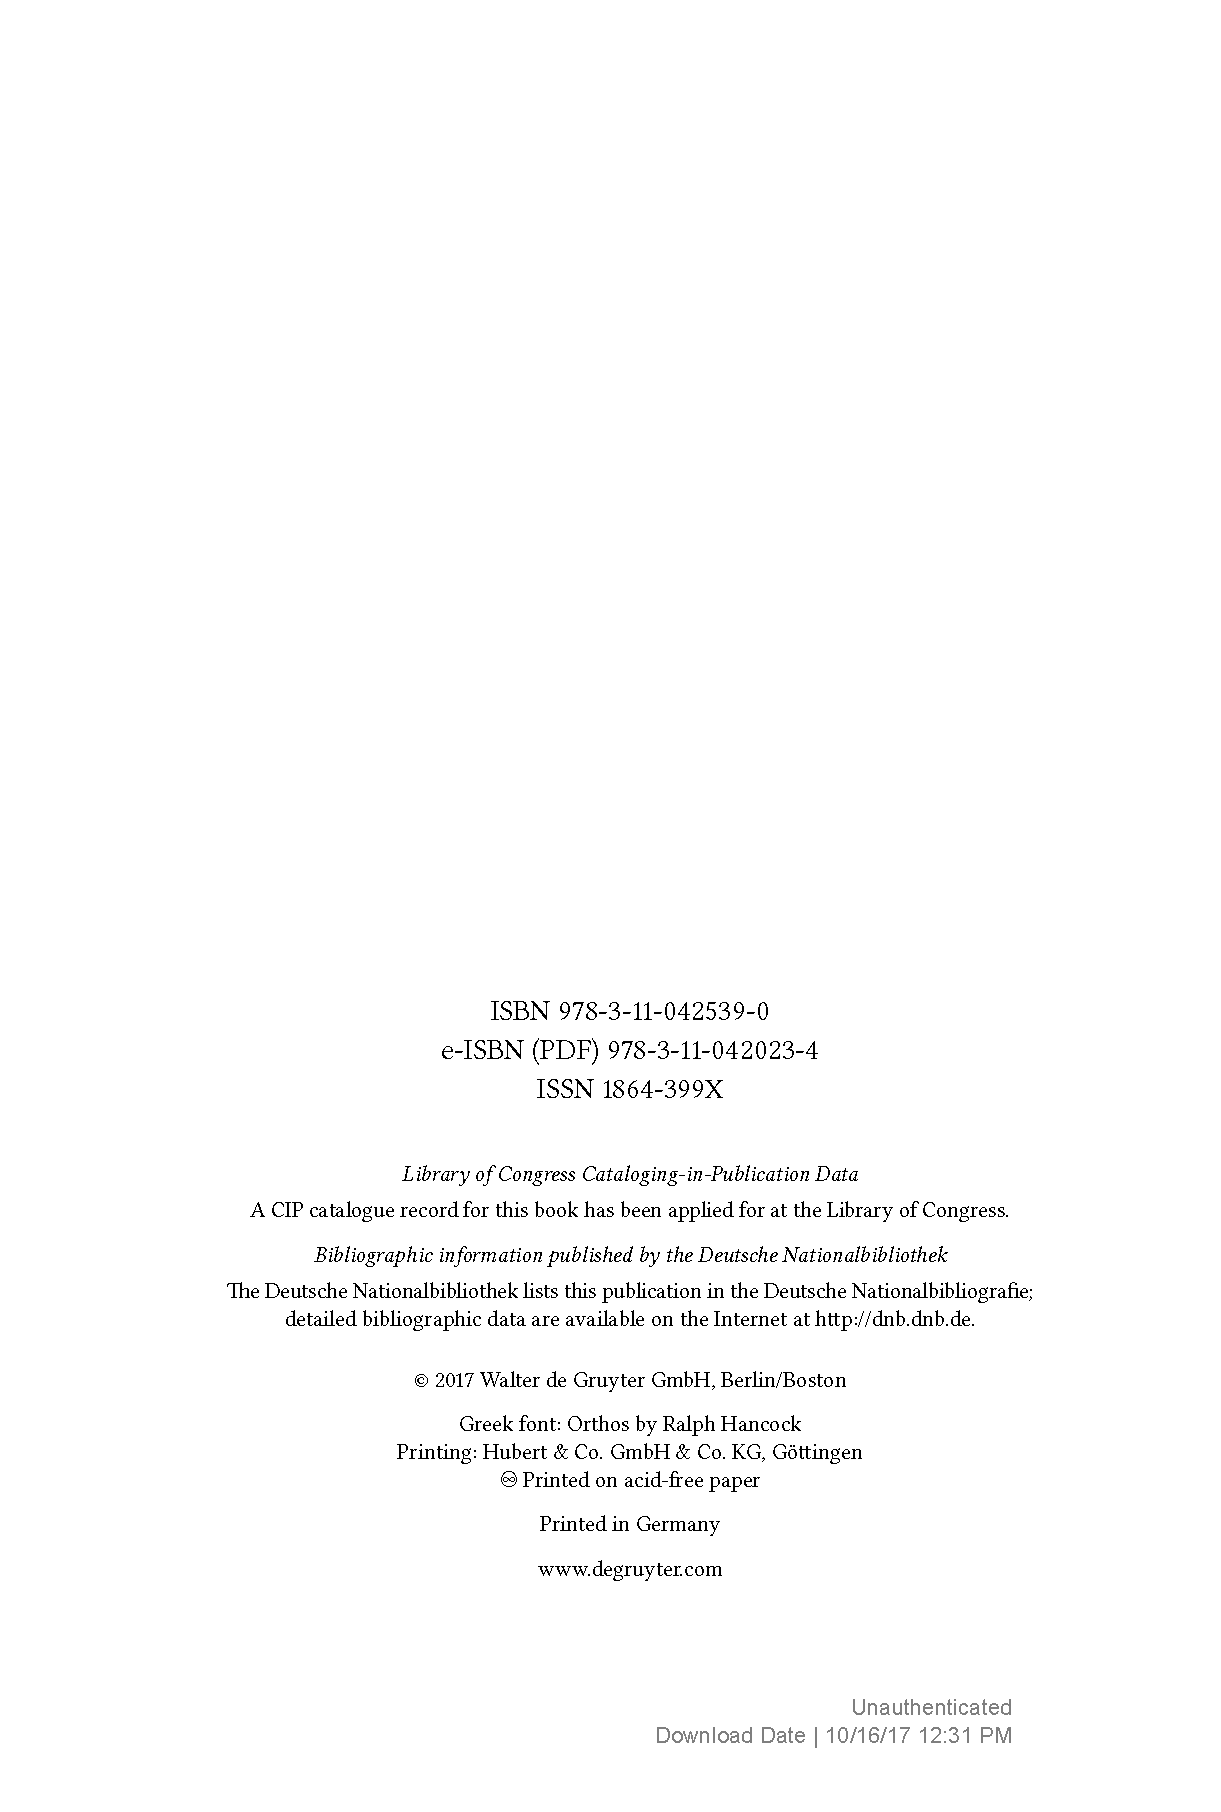 ISBN 978-3-11-042539-0
e-ISBN (PDF) 978-3-11-042023-4
ISSN 1864-399X
Library of Congress Cataloging-in-Publication Data
A CIP catalogue record for this book has been applied for at the Library of Congress.
Bibliographic information published by the Deutsche Nationalbibliothek
The Deutsche Nationalbibliothek lists this publication in the Deutsche Nationalbibliografie;
detailed bibliographic data are available on the Internet at http://dnb.dnb.de.
© 2017 Walter de Gruyter GmbH, Berlin/Boston
Greek font: Orthos by Ralph Hancock
Printing: Hubert & Co. GmbH & Co. KG, Göttingen
♾ Printed on acid-free paper
Printed in Germany
www.degruyter.com
Unauthenticated
Download Date | 10/16/17 12:31 PM